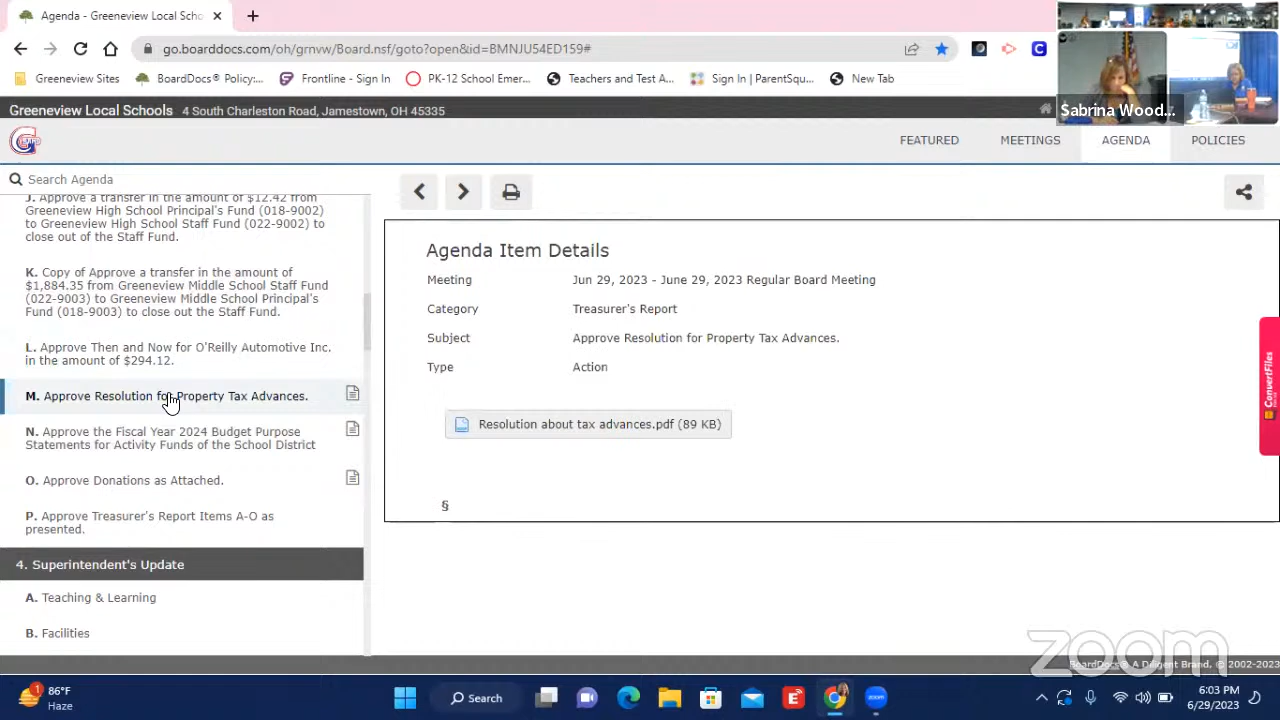 Agenda - Greeneview Local Scho
go.boarddocs.com/oh/grnvw/Board.nsf/goto?open&id=BMNJU54ED159#
Greeneview Sites
BoardDocs® Policy:...
Frontline - Sign In
PK-12 School Emer...
Teachers and Test A...
Sign In | ParentSqu...
New Tab
Sabrina Wood...
Greeneview Local Schools 4 South Charleston Road, Jamestown, OH 45335
FEATURED
MEETINGS
AGENDA
POLICIES
Search Agenda
J. Approve a transfer in the amount of $12.42 from
Greeneview High School Principal's Fund (018-9002)
to Greeneview High School Staff Fund (022-9002) to
close out of the Staff Fund.
K. Copy of Approve a transfer in the amount of
$1,884.35 from Greeneview Middle School Staff Fund
(022-9003) to Greeneview Middle School Principal's
Fund (018-9003) to close out the Staff Fund.
L. Approve Then and Now for O'Reilly Automotive Inc.
in the amount of $294.12.
M. Approve Resolution for Property Tax Advances.
N. Approve the Fiscal Year 2024 Budget Purpose
Statements for Activity Funds of the School District
O. Approve Donations as Attached.
P. Approve Treasurer's Report Items A-O as
presented.
4. Superintendent's Update
A. Teaching & Learning
B. Facilities
Agenda Item Details
Meeting Jun 29, 2023 - June 29, 2023 Regular Board Meeting
Category Treasurer's Report
Subject Approve Resolution for Property Tax Advances.
Type Action
Resolution about tax advances.pdf (89 KB)
§
ConvertFiles
zoom
BoardDocs® A Diligent Brand, © 2002-2023
1
86°F
Haze
Search
zoom
6:03 PM
6/29/2023